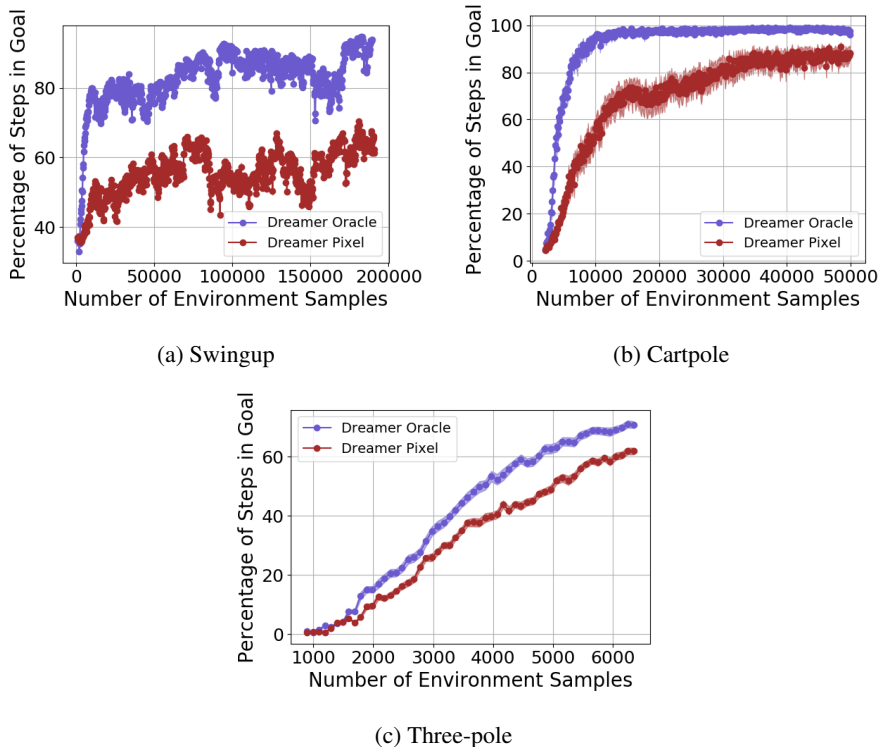 Percentage of Steps in Goal
80
60
40
Dreamer Oracle
Dreamer Pixel
0 50000 100000 150000 200000
Number of Environment Samples
(a) Swingup
Percentage of Steps in Goal
100
80
60
40
20
0
Dreamer Oracle
Dreamer Pixel
0 10000 20000 30000 40000 50000
Number of Environment Samples
(b) Cartpole
Percentage of Steps in Goal
60
40
20
0
Dreamer Oracle
Dreamer Pixel
1000 2000 3000 4000 5000 6000
Number of Environment Samples
(c) Three-pole